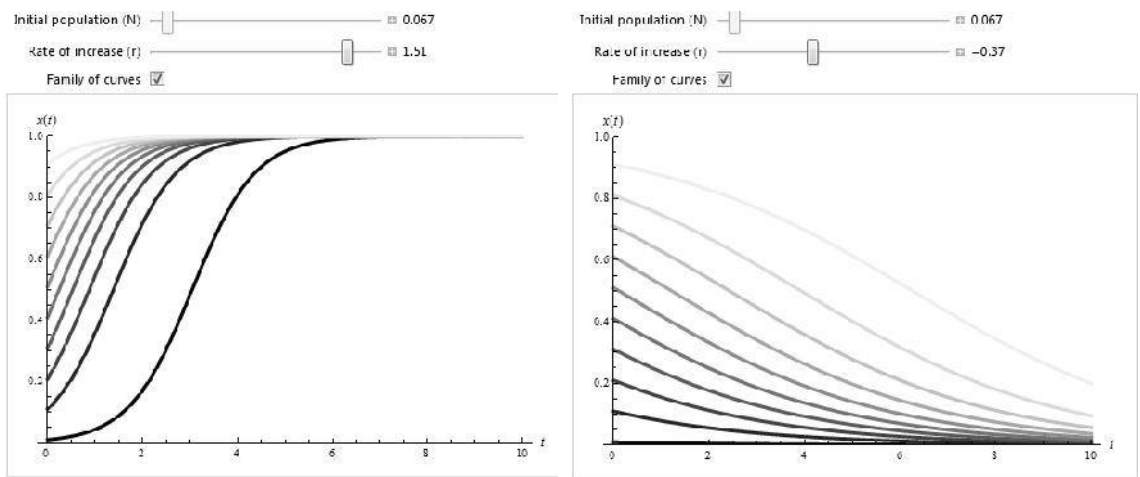 Initial population (N) 0.067
Rate of increase (r) 1.51
Family of curves
x(t)
1.0
0.8
0.6
0.4
0.2
0 2 4 6 8 10
t
Initial population (N) 0.067
Rate of increase (r) −0.37
Family of curves
x(t)
1.0
0.8
0.6
0.4
0.2
0 2 4 6 8 10
t